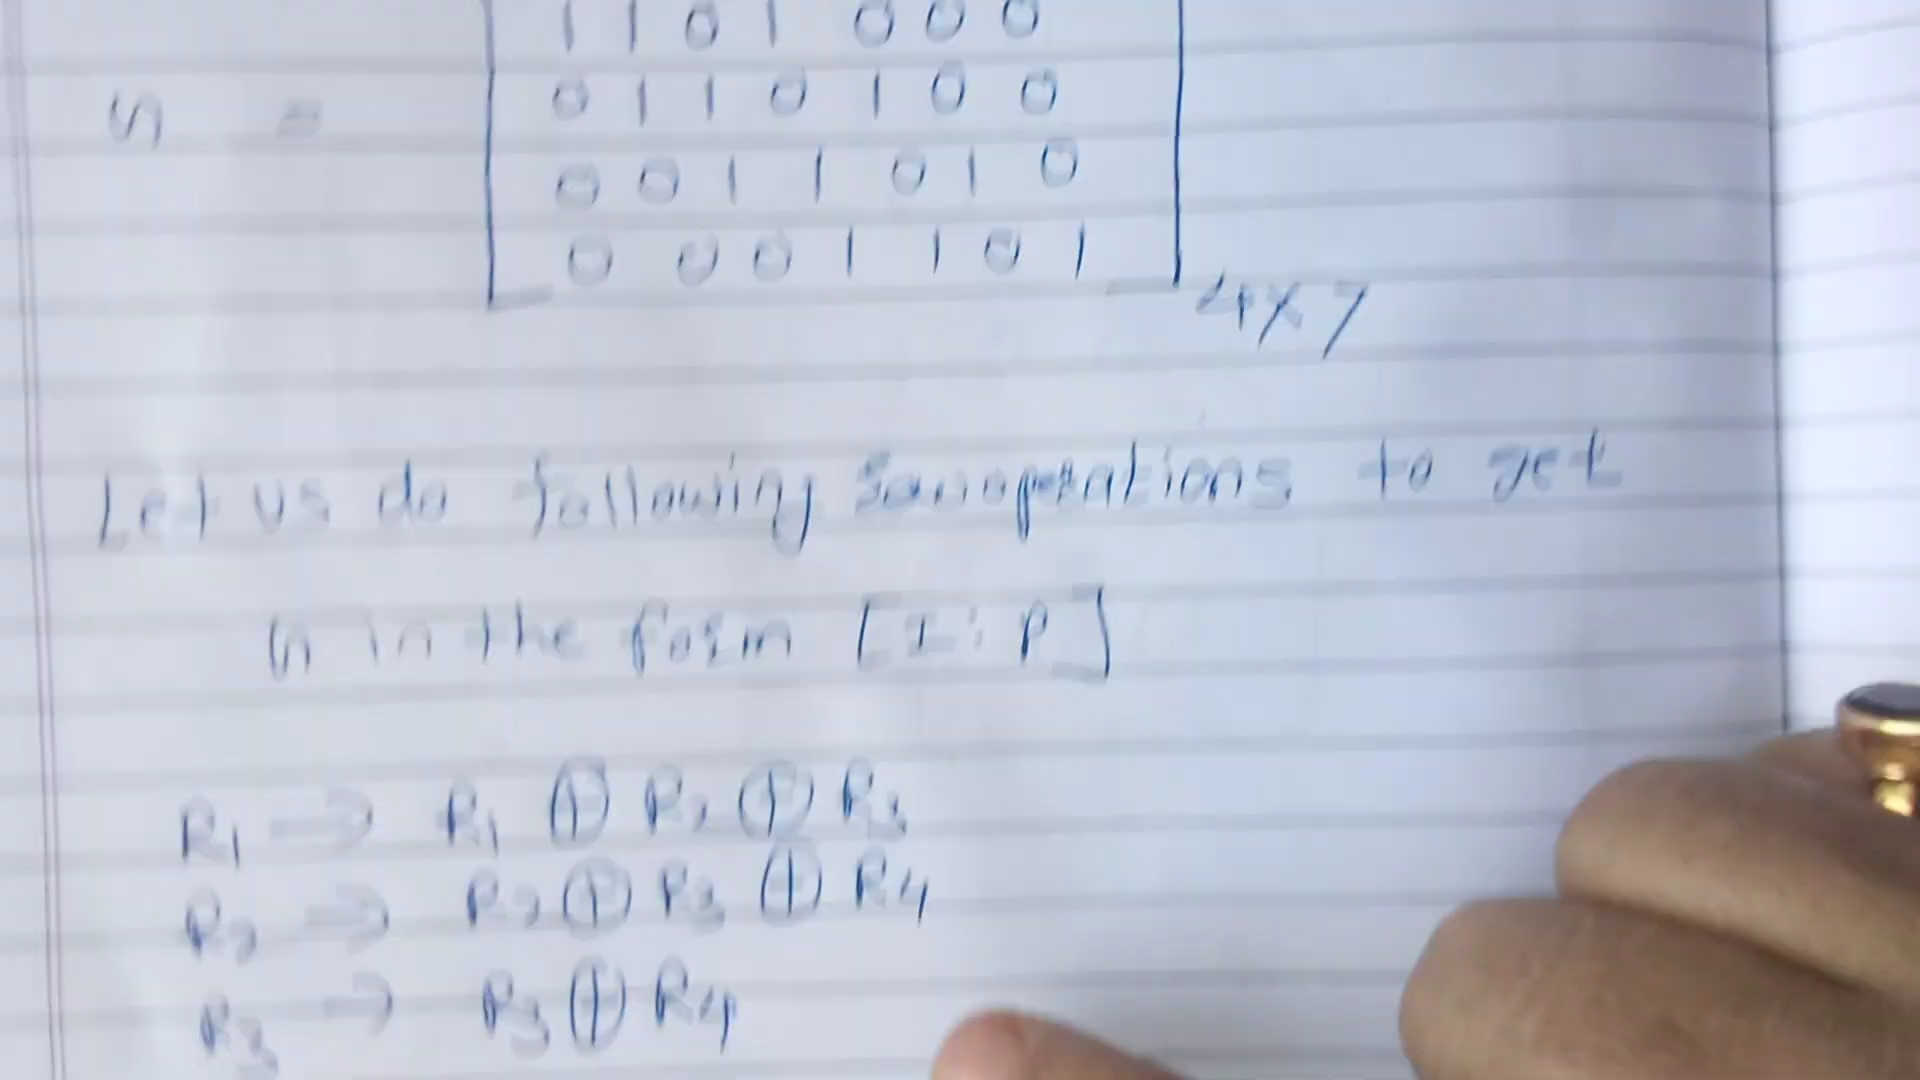 1 1 0 1 0 0 0
G = 0 1 1 0 1 0 0
0 0 1 1 0 1 0
0 0 0 1 1 0 1
4x7
Let us do following row operations to get
G in the form [I : P]
R1 → R1 ⊕ R2 ⊕ R3
R2 → R2 ⊕ R3 ⊕ R4
R3 → R3 ⊕ R4